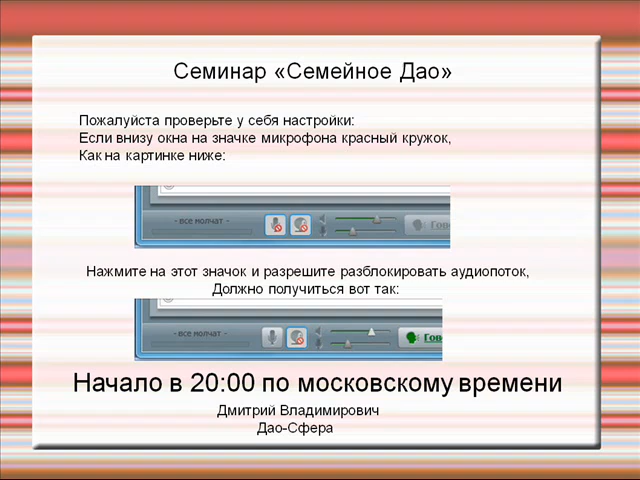 Семинар «Семейное Дао»
Пожалуйста проверьте у себя настройки:
Если внизу окна на значке микрофона красный кружок,
Как на картинке ниже:
- все молчат -
Гов
Нажмите на этот значок и разрешите разблокировать аудиопоток,
Должно получиться вот так:
- все молчат -
Гов
Начало в 20:00 по московскому времени
Дмитрий Владимирович
Дао-Сфера